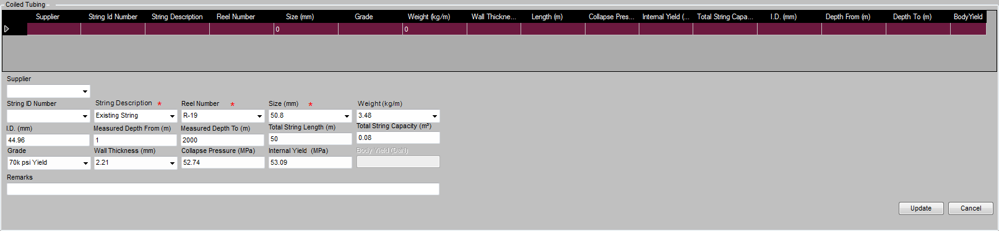 Coiled Tubing
Supplier String Id Number String Description Reel Number Size (mm) Grade Weight (kg/m) Wall Thickne... Length (m) Collapse Pres... Internal Yield (... Total String Capa... I.D. (mm) Depth From (m) Depth To (m) BodyYield
0 0
Supplier
String ID Number String Description * Reel Number * Size (mm) * Weight (kg/m)
Existing String R-19 50.8 3.48
I.D. (mm) Measured Depth From (m) Measured Depth To (m) Total String Length (m) Total String Capacity (m³)
44.96 1 2000 50 0.08
Grade Wall Thickness (mm) Collapse Pressure (MPa) Internal Yield (MPa) Body Yield (DaN)
70k psi Yield 2.21 52.74 53.09
Remarks
Update Cancel